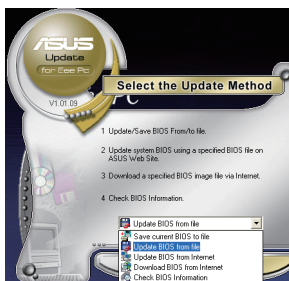 ASUS
Update
for Eee Pc
V1.01.09
Select the Update Method
PC
1 Update/Save BIOS From/to file.
2 Update system BIOS using a specified BIOS file on
ASUS Web Site.
3 Download a specified BIOS image file via Internet.
4 Check BIOS Information.
Update BIOS from file
Save current BIOS to file
Update BIOS from file
Update BIOS from Internet
Download BIOS from Internet
Check BIOS Information